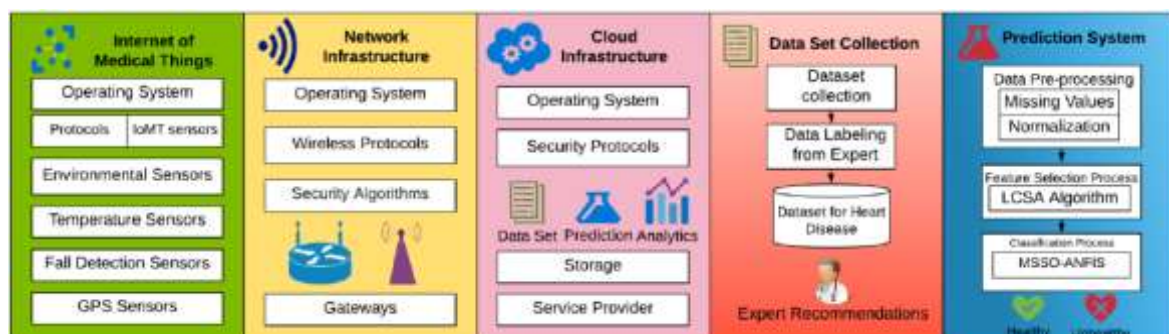 Internet of
Medical Things
Operating System
Protocols
IoMT sensors
Environmental Sensors
Temperature Sensors
Fall Detection Sensors
GPS Sensors
Network
Infrastructure
Operating System
Wireless Protocols
Security Algorithms
Gateways
Cloud
Infrastructure
Operating System
Security Protocols
Data Set
Prediction
Analytics
Storage
Service Provider
Data Set Collection
Dataset
collection
Data Labeling
from Expert
Dataset for Heart
Disease
Expert Recommendations
Prediction System
Data Pre-processing
Missing Values
Normalization
Feature Selection Process
LCSA Algorithm
Classification Process
MSSO-ANFIS
Healthy